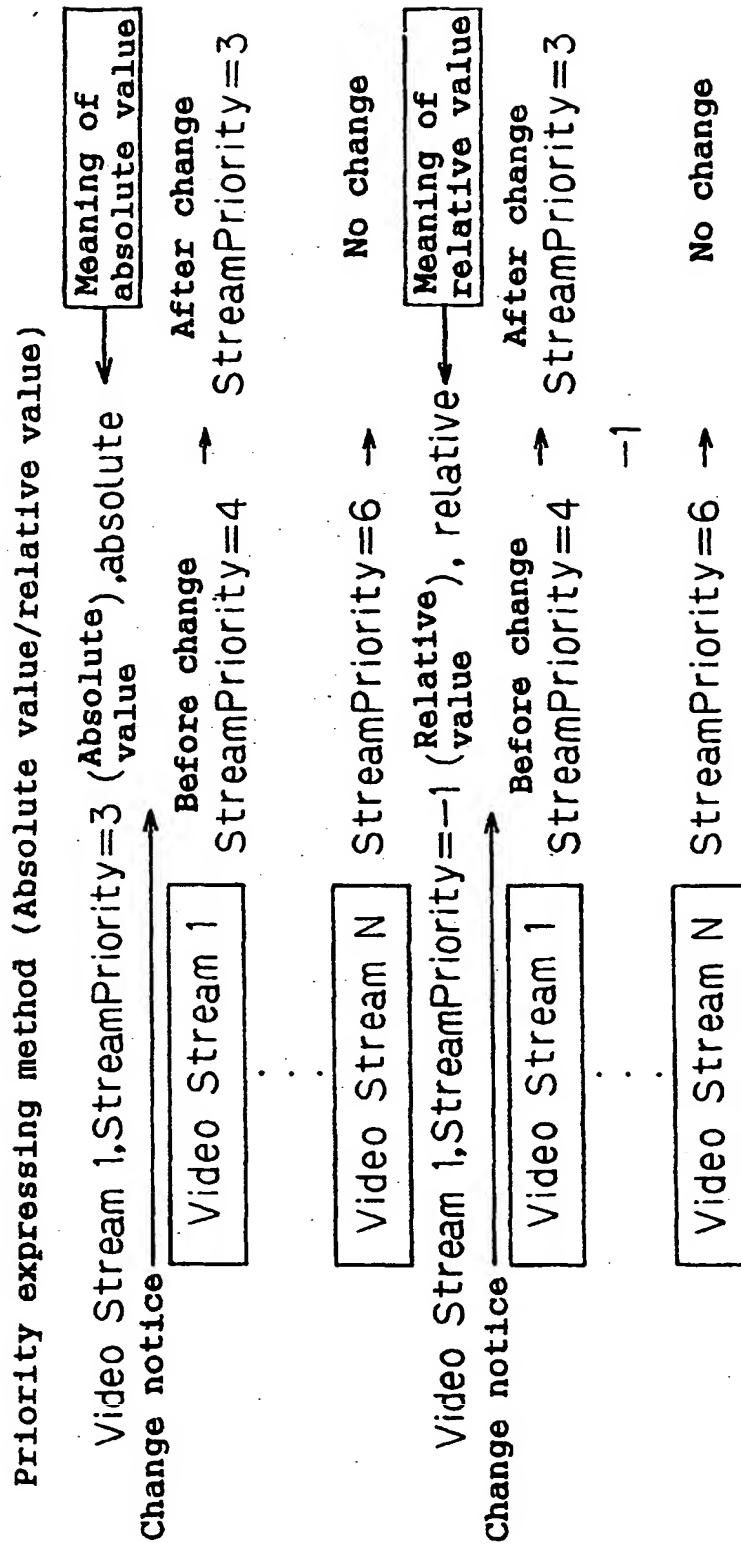 Priority expressing method (Absolute value/relative value)
Video Stream 1,StreamPriority=3 (Absolute value),absolute
Meaning of
absolute value
Change notice
Before change
After change
Video Stream 1
StreamPriority=4 → StreamPriority=3
. . .
Video Stream N
StreamPriority=6 → No change
Video Stream 1,StreamPriority=-1 (Relative value), relative
Meaning of
relative value
Change notice
Before change
After change
Video Stream 1
StreamPriority=4 → StreamPriority=3
-1
. . .
Video Stream N
StreamPriority=6 → No change